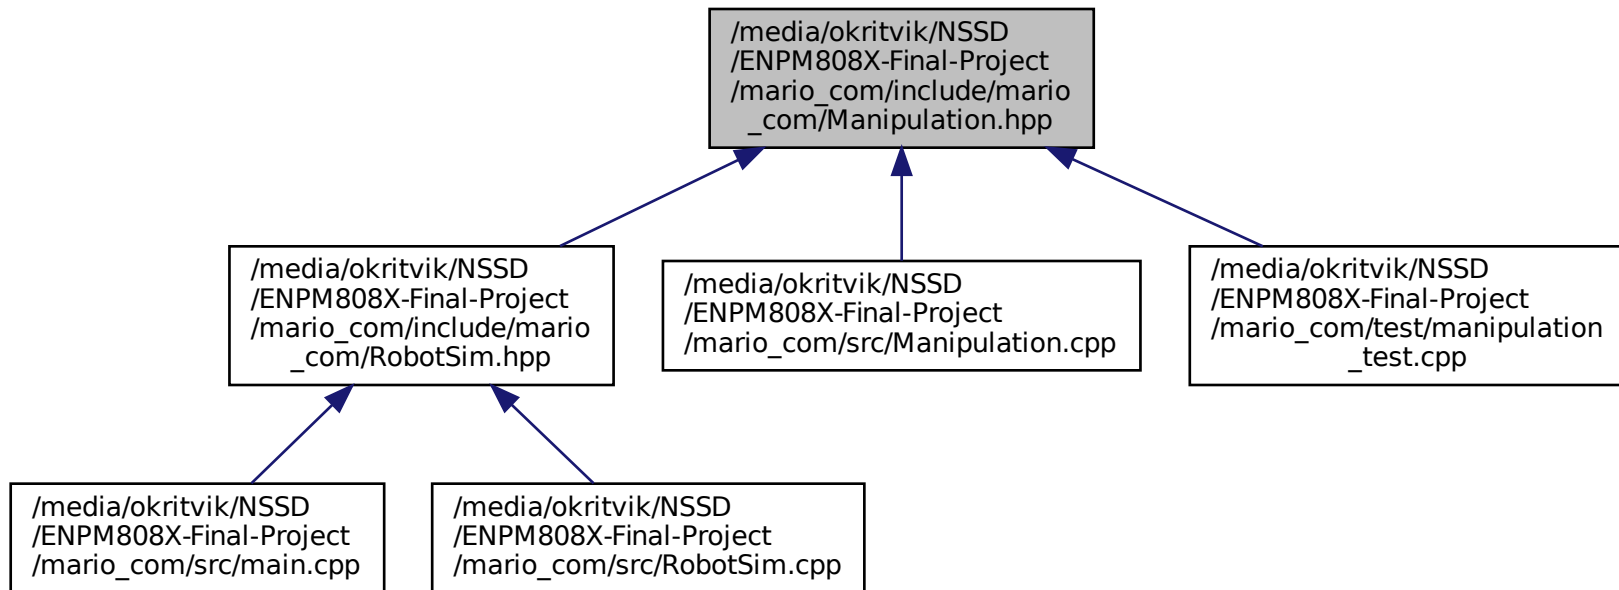 /media/okritvik/NSSD
/ENPM808X-Final-Project
/mario_com/include/mario
_com/Manipulation.hpp
/media/okritvik/NSSD
/ENPM808X-Final-Project
/mario_com/include/mario
_com/RobotSim.hpp
/media/okritvik/NSSD
/ENPM808X-Final-Project
/mario_com/src/Manipulation.cpp
/media/okritvik/NSSD
/ENPM808X-Final-Project
/mario_com/test/manipulation
_test.cpp
/media/okritvik/NSSD
/ENPM808X-Final-Project
/mario_com/src/main.cpp
/media/okritvik/NSSD
/ENPM808X-Final-Project
/mario_com/src/RobotSim.cpp